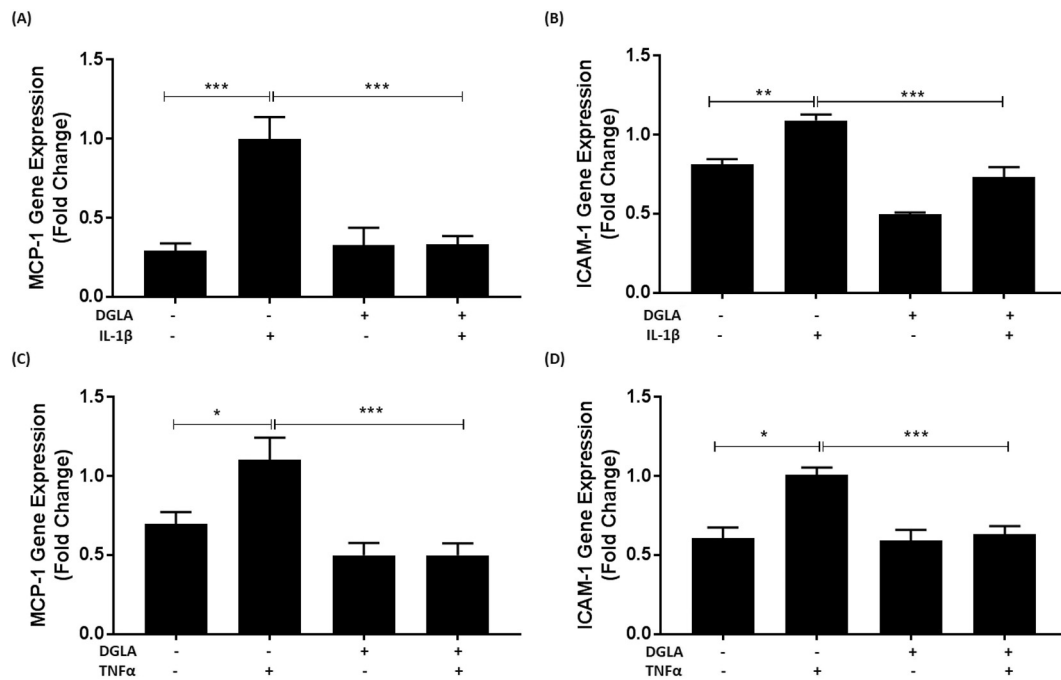 (A)
MCP-1 Gene Expression
(Fold Change)
1.5
1.0
0.5
0.0
*** ***
DGLA - - + +
IL-1β - + - +
(B)
ICAM-1 Gene Expression
(Fold Change)
1.5
1.0
0.5
0.0
** ***
DGLA - - + +
IL-1β - + - +
(C)
MCP-1 Gene Expression
(Fold Change)
1.5
1.0
0.5
0.0
* ***
DGLA - - + +
TNFα - + - +
(D)
ICAM-1 Gene Expression
(Fold Change)
1.5
1.0
0.5
0.0
* ***
DGLA - - + +
TNFα - + - +